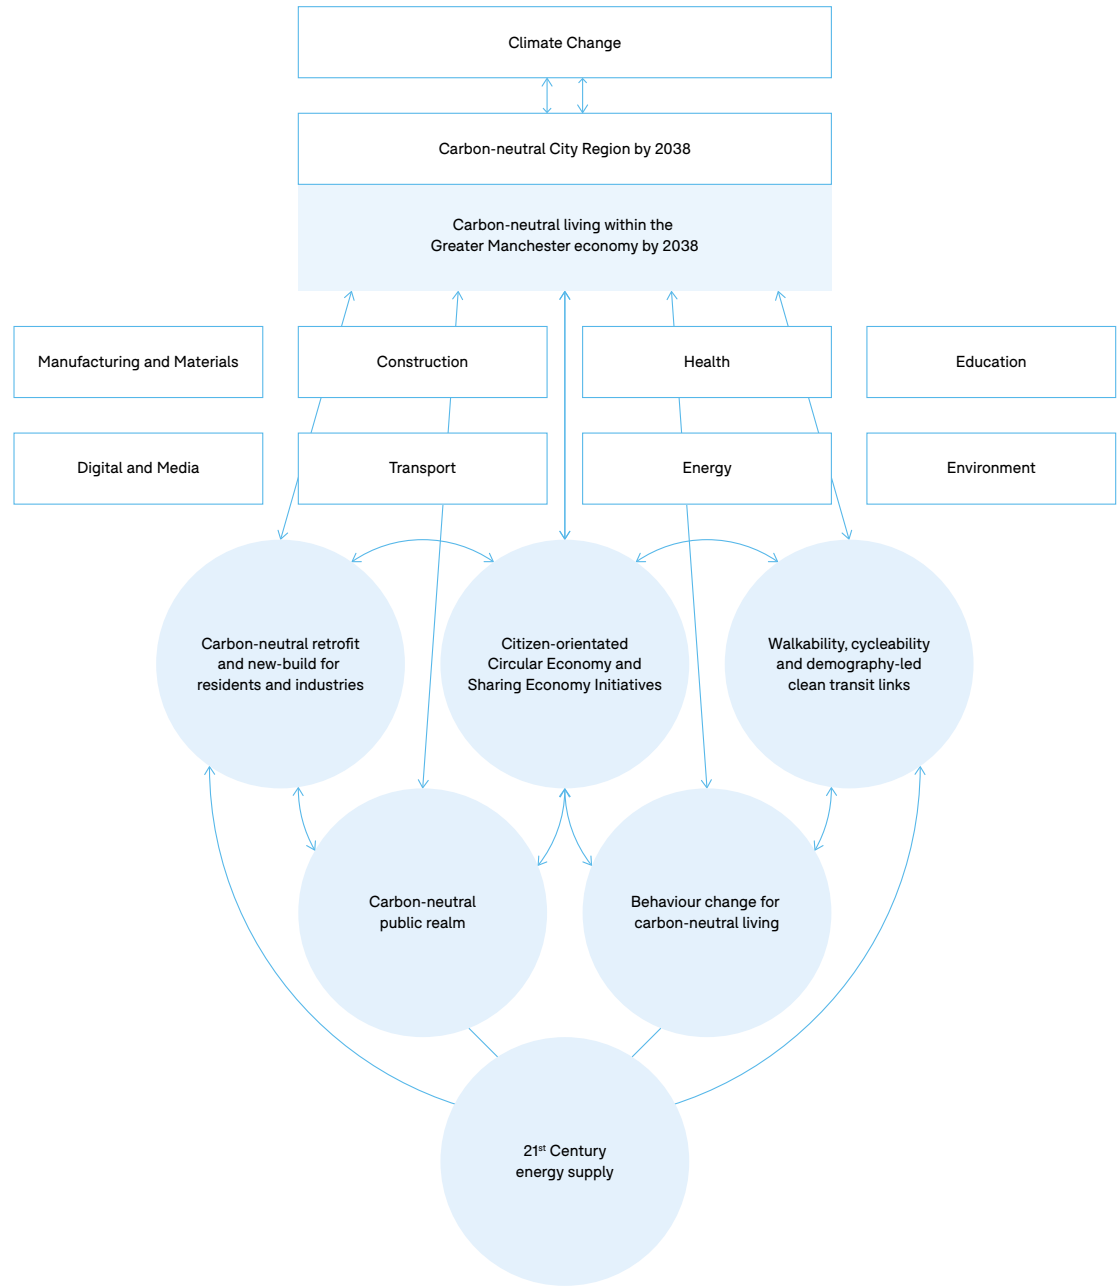 Climate Change
Carbon-neutral City Region by 2038
Carbon-neutral living within the
Greater Manchester economy by 2038
Manufacturing and Materials
Construction
Health
Education
Digital and Media
Transport
Energy
Environment
Carbon-neutral retrofit
and new-build for
residents and industries
Citizen-orientated
Circular Economy and
Sharing Economy Initiatives
Walkability, cycleability
and demography-led
clean transit links
Carbon-neutral
public realm
Behaviour change for
carbon-neutral living
21st Century
energy supply